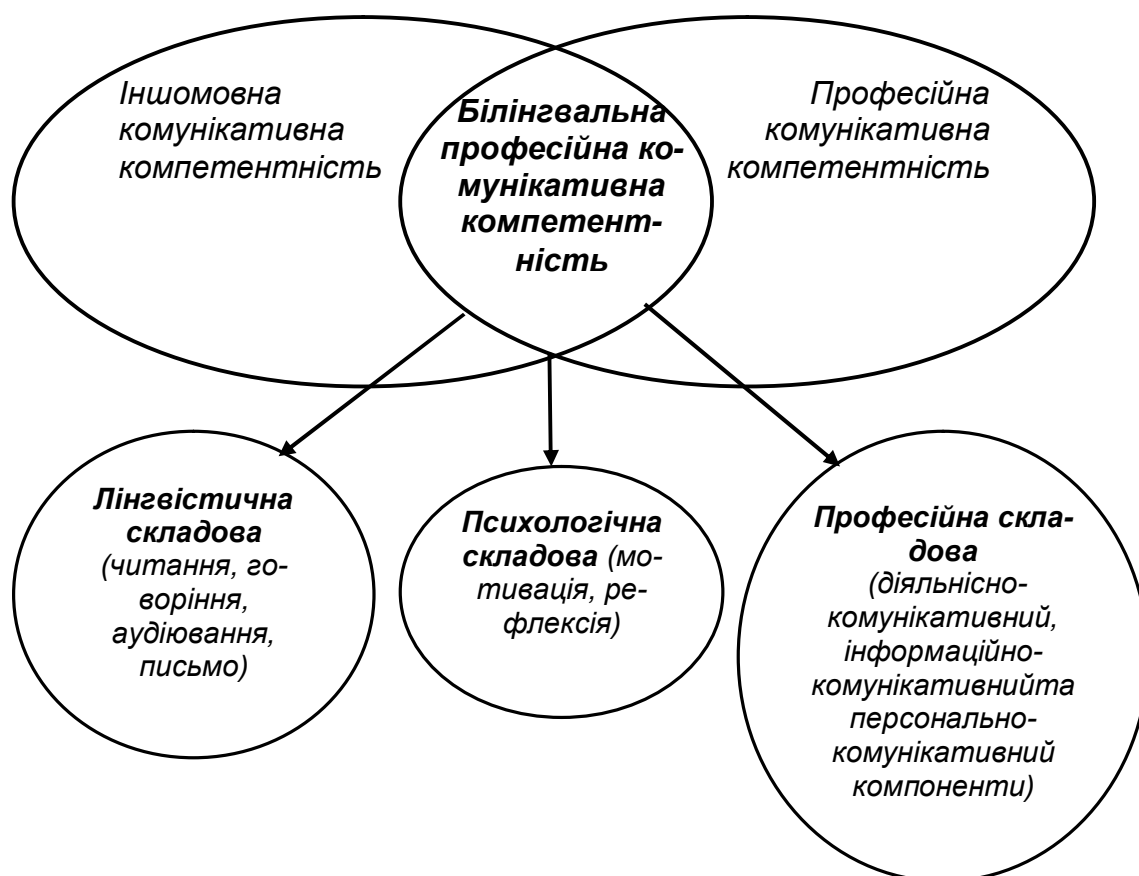 Іншомовна
комунікативна
компетентність
Білінгвальна
професійна ко-
мунікативна
компетент-
ність
Професійна
комунікативна
компетентність
Лінгвістична
складова
(читання, го-
воріння,
аудіювання,
письмо)
Психологічна
складова (мо-
тивація, ре-
флексія)
Професійна скла-
дова
(діяльнісно-
комунікативний,
інформаційно-
комунікативнийта
персонально-
комунікативний
компоненти)